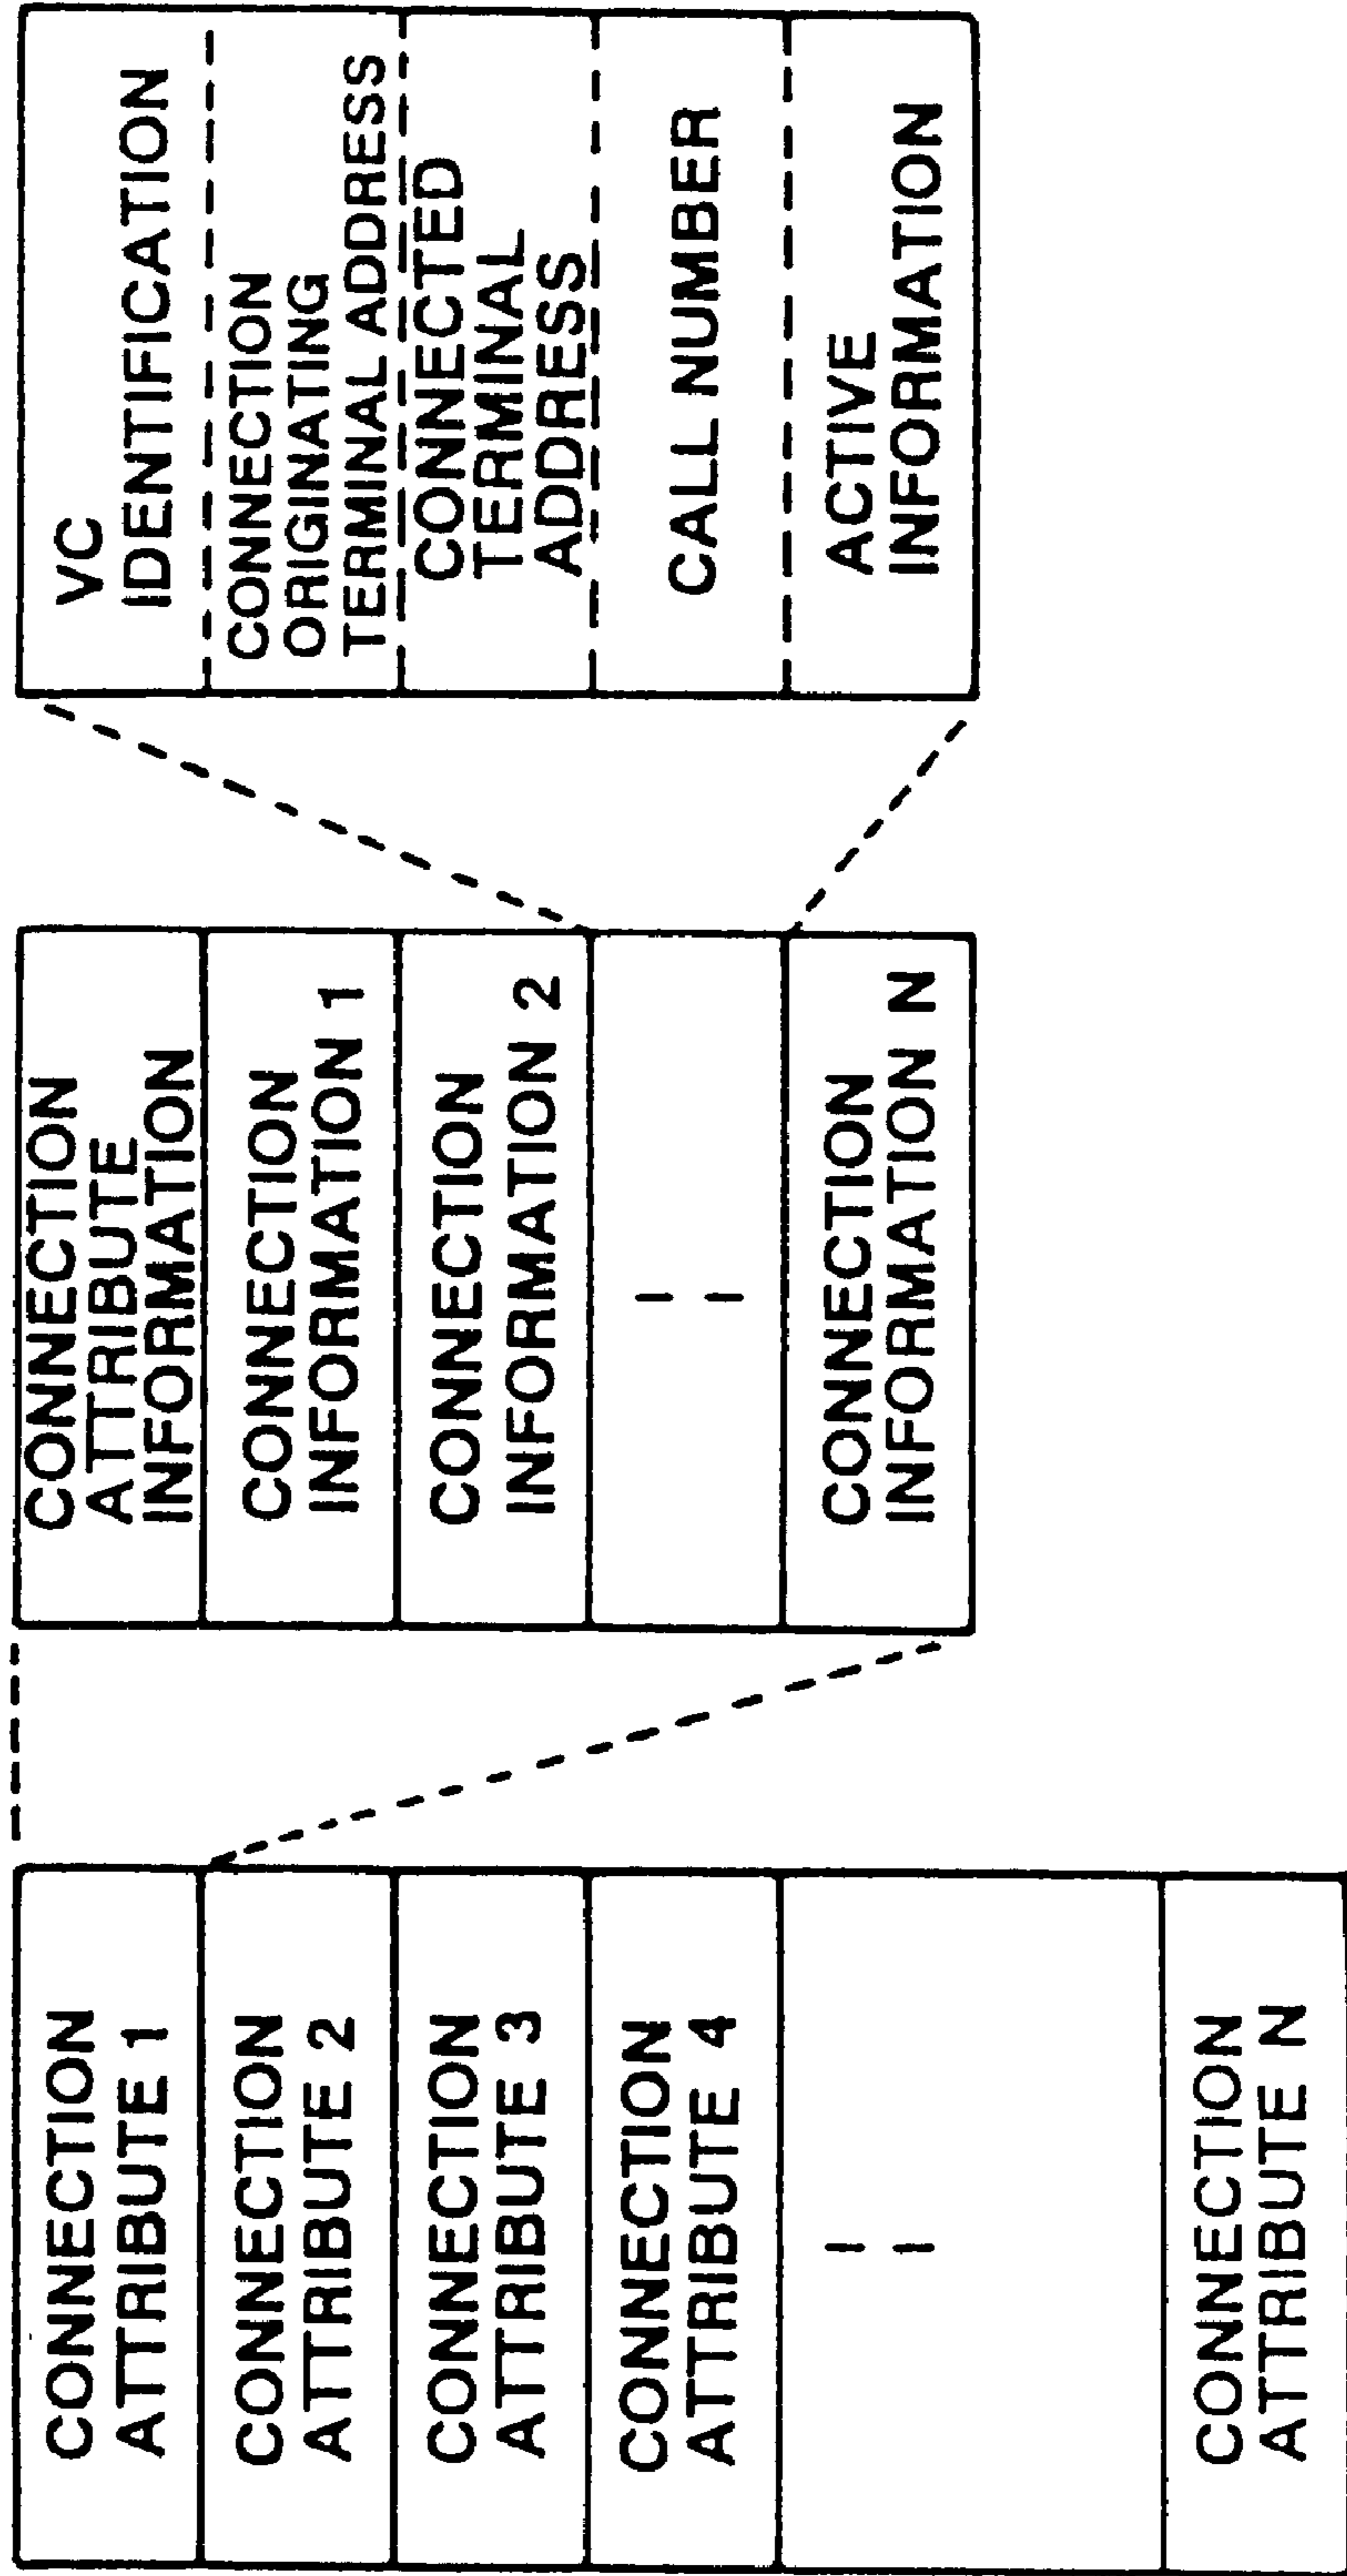 CONNECTION
ATTRIBUTE 1
CONNECTION
ATTRIBUTE 2
CONNECTION
ATTRIBUTE 3
CONNECTION
ATTRIBUTE 4
CONNECTION
ATTRIBUTE N
CONNECTION
ATTRIBUTE
INFORMATION
CONNECTION
INFORMATION 1
CONNECTION
INFORMATION 2
CONNECTION
INFORMATION N
VC
IDENTIFICATION
CONNECTION
ORIGINATING
TERMINAL ADDRESS
CONNECTED
TERMINAL
ADDRESS
CALL NUMBER
ACTIVE
INFORMATION